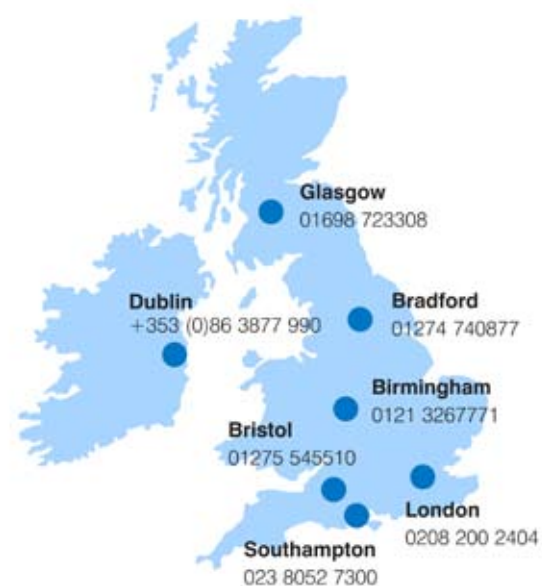 Glasgow
01698 723308
Dublin
+353 (0)86 3877 990
Bradford
01274 740877
Birmingham
0121 3267771
Bristol
01275 545510
London
0208 200 2404
Southampton
023 8052 7300